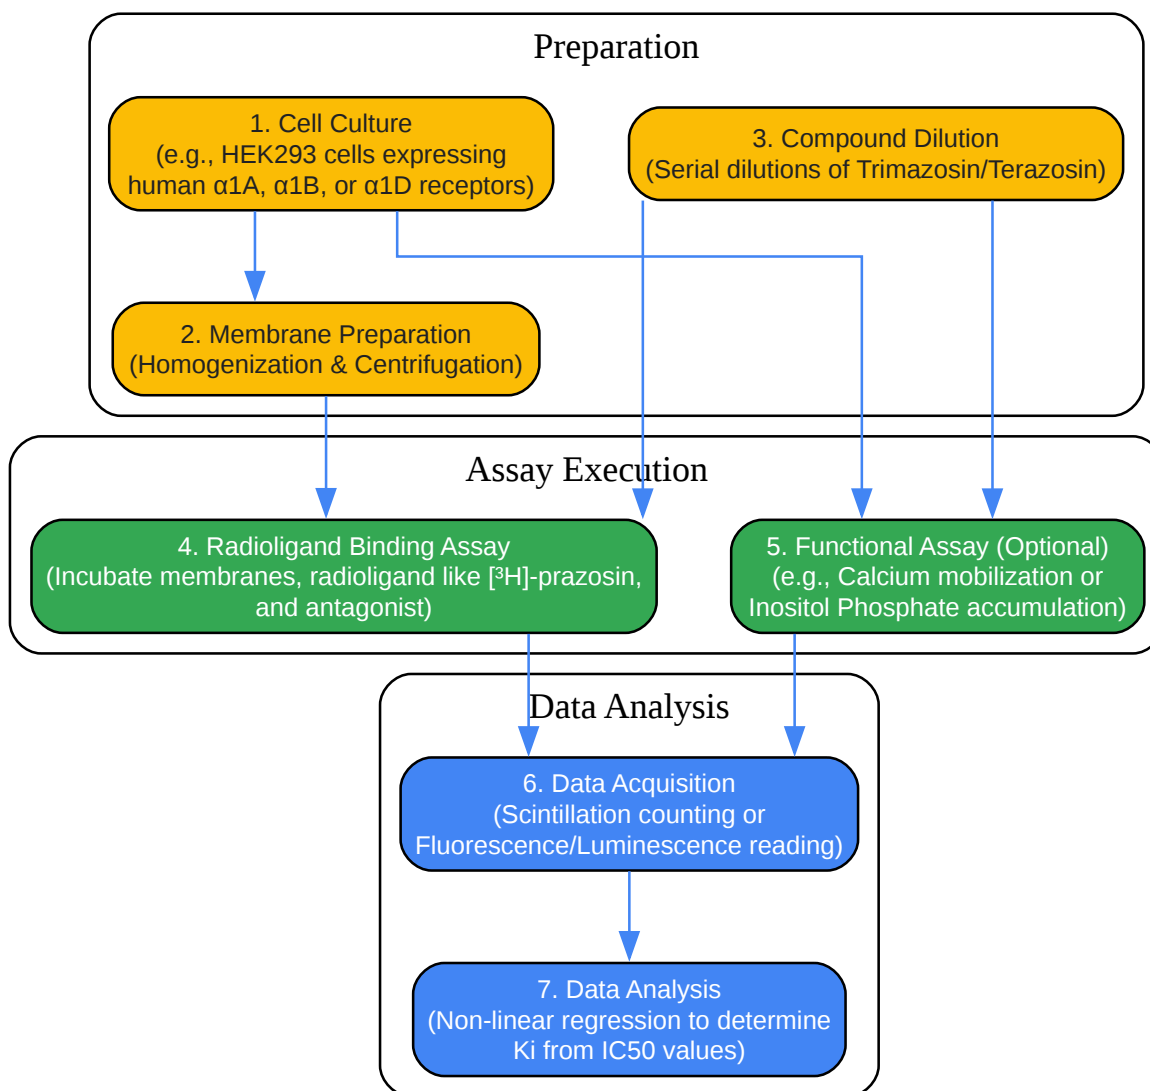 Preparation
1. Cell Culture
(e.g., HEK293 cells expressing
human α1A, α1B, or α1D receptors)
3. Compound Dilution
(Serial dilutions of Trimazosin/Terazosin)
2. Membrane Preparation
(Homogenization & Centrifugation)
Assay Execution
4. Radioligand Binding Assay
(Incubate membranes, radioligand like [³H]-prazosin,
and antagonist)
5. Functional Assay (Optional)
(e.g., Calcium mobilization or
Inositol Phosphate accumulation)
Data Analysis
6. Data Acquisition
(Scintillation counting or
Fluorescence/Luminescence reading)
7. Data Analysis
(Non-linear regression to determine
Ki from IC50 values)